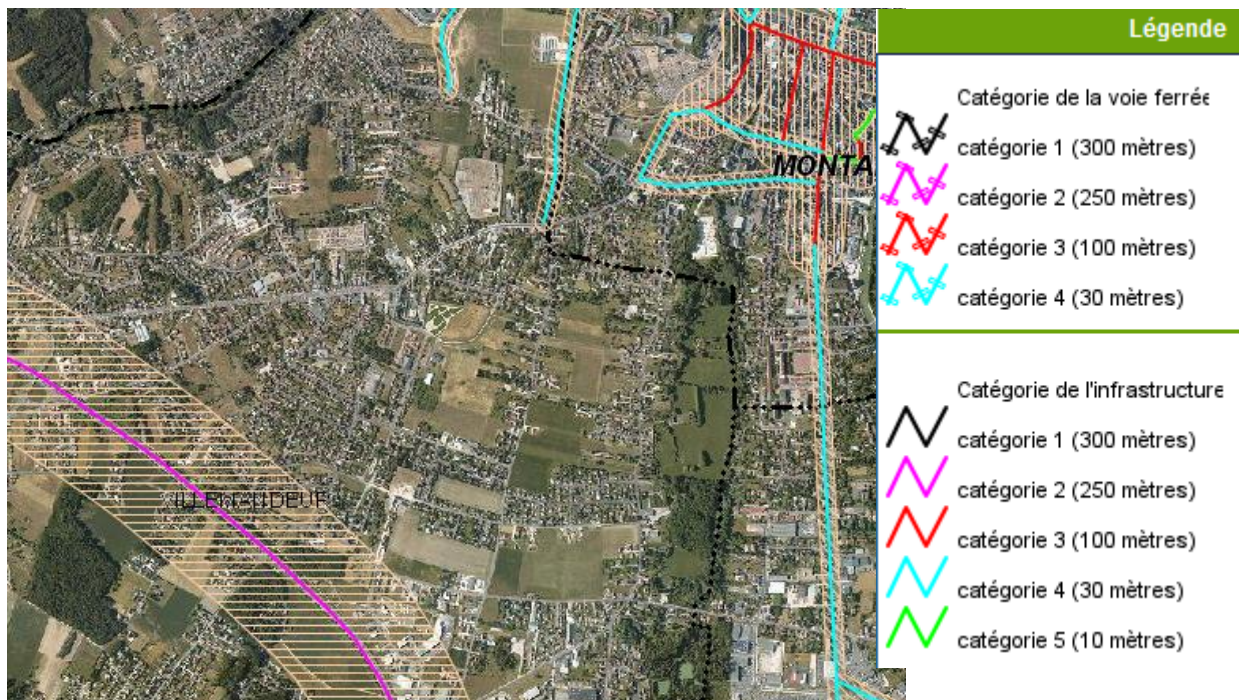 Légende
Catégorie de la voie ferrée
catégorie 1 (300 mètres)
catégorie 2 (250 mètres)
MONTA
catégorie 3 (100 mètres)
catégorie 4 (30 mètres)
Catégorie de l'infrastructure
catégorie 1 (300 mètres)
catégorie 2 (250 mètres)
catégorie 3 (100 mètres)
catégorie 4 (30 mètres)
catégorie 5 (10 mètres)